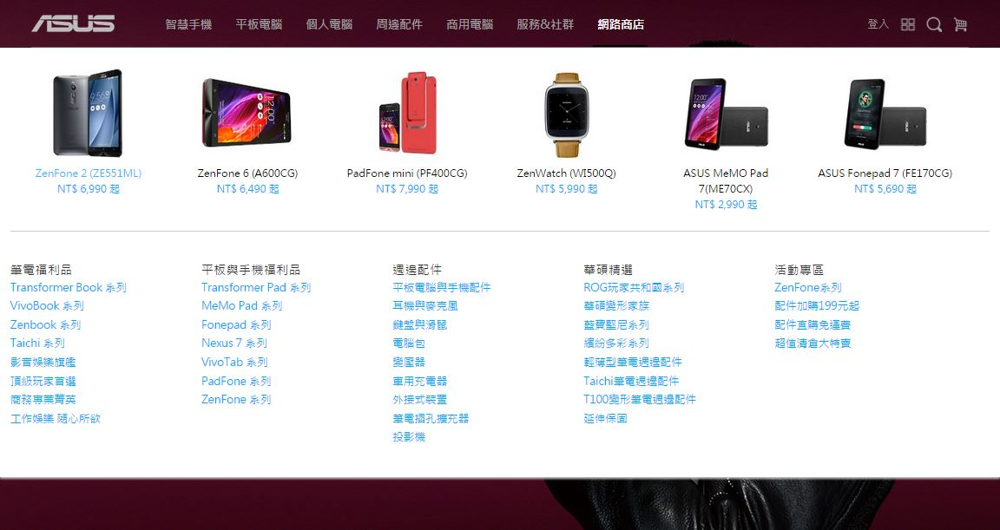 ASUS 智慧手機 平板電腦 個人電腦 周邊配件 商用電腦 服務&社群 網路商店 登入
ZenFone 2 (ZE551ML)
NT$ 6,990 起
ZenFone 6 (A600CG)
NT$ 6,490 起
PadFone mini (PF400CG)
NT$ 7,990 起
ZenWatch (WI500Q)
NT$ 5,990 起
ASUS MeMO Pad
7(ME70CX)
NT$ 2,990 起
ASUS Fonepad 7 (FE170CG)
NT$ 5,690 起
筆電福利品
Transformer Book 系列
VivoBook 系列
Zenbook 系列
Taichi 系列
影音娛樂旗艦
頂級玩家首選
商務專業菁英
工作娛樂 隨心所欲
平板與手機福利品
Transformer Pad 系列
MeMo Pad 系列
Fonepad 系列
Nexus 7 系列
VivoTab 系列
PadFone 系列
ZenFone 系列
週邊配件
平板電腦與手機配件
耳機與麥克風
鍵盤與滑鼠
電腦包
變壓器
車用充電器
外接式裝置
筆電插孔擴充器
投影機
華碩精選
ROG玩家共和國系列
華碩變形家族
藍寶堅尼系列
繽紛多彩系列
輕薄型筆電週邊配件
Taichi筆電週邊配件
T100變形筆電週邊配件
延伸保固
活動專區
ZenFone系列
配件加購199元起
配件直購免運費
超值清倉大特賣